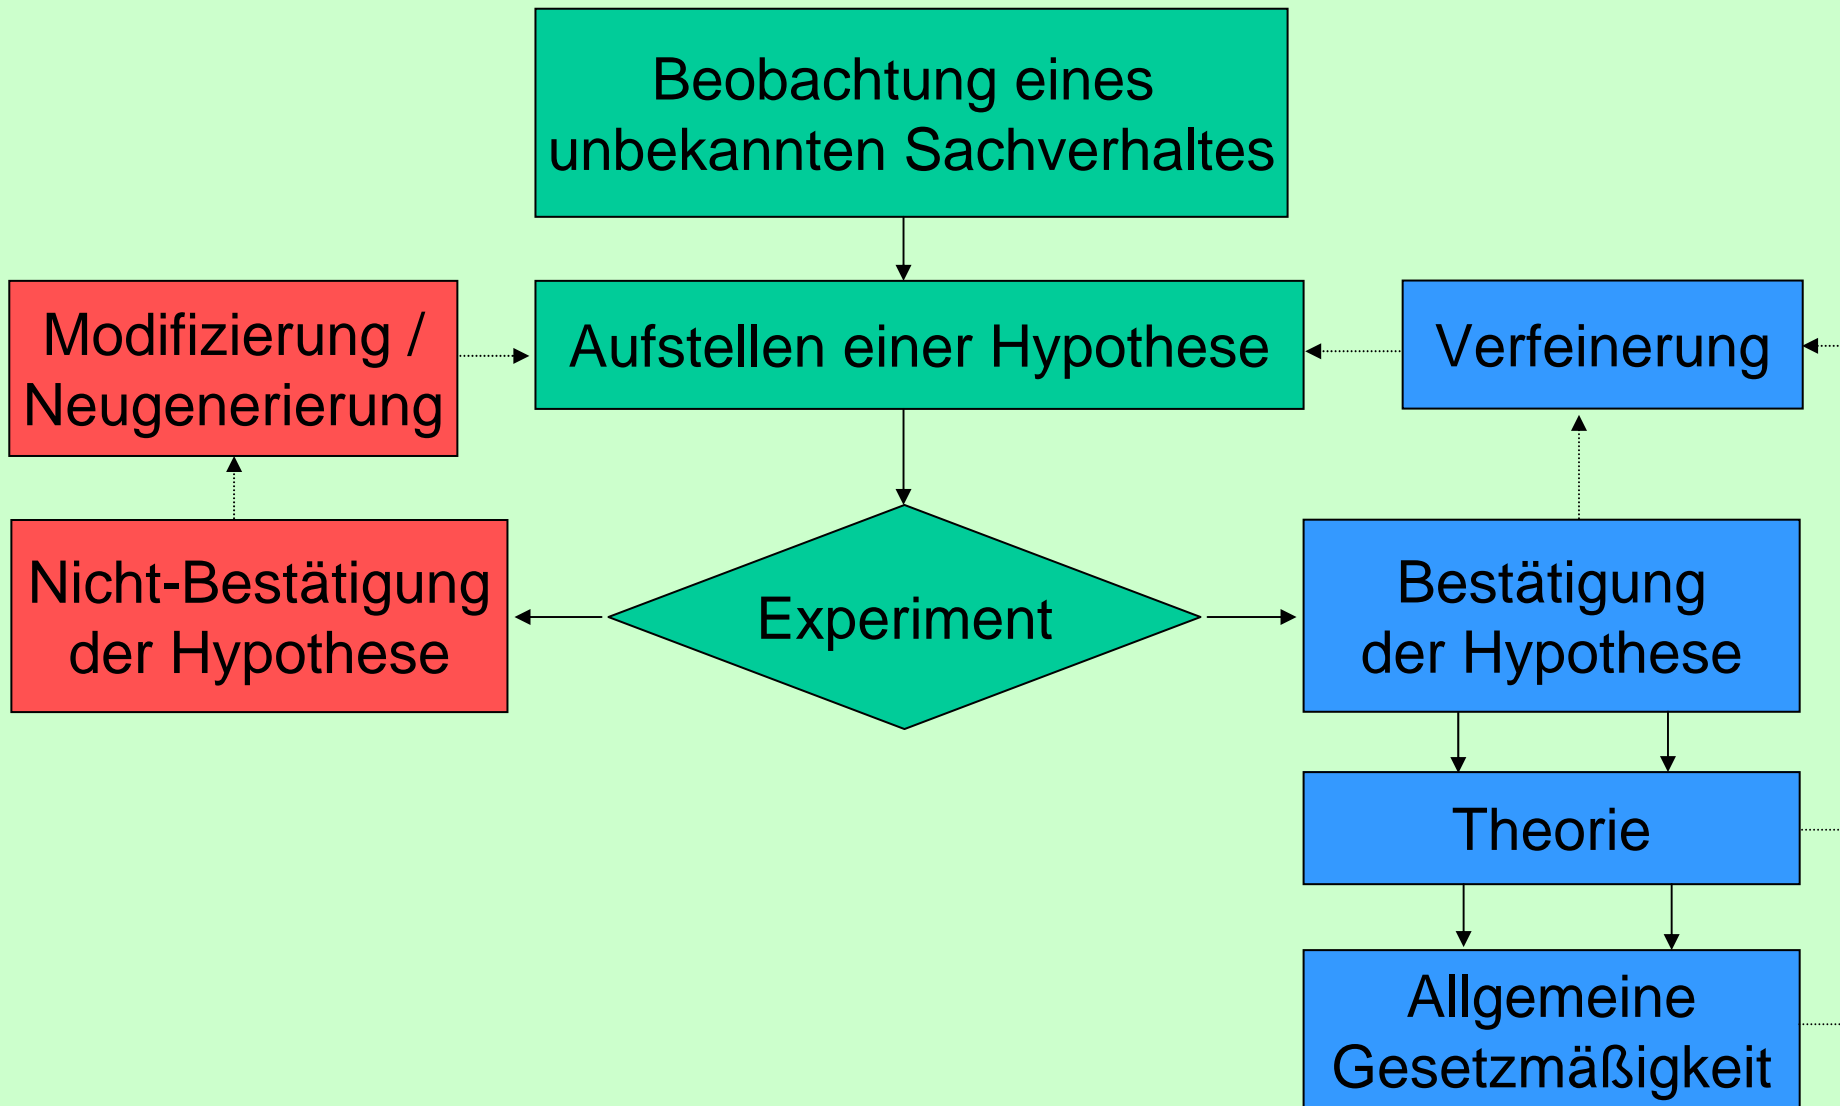 Beobachtung eines
unbekannten Sachverhaltes
Modifizierung /
Neugenerierung
Aufstellen einer Hypothese
Verfeinerung
Nicht-Bestätigung
der Hypothese
Experiment
Bestätigung
der Hypothese
Theorie
Allgemeine
Gesetzmäßigkeit